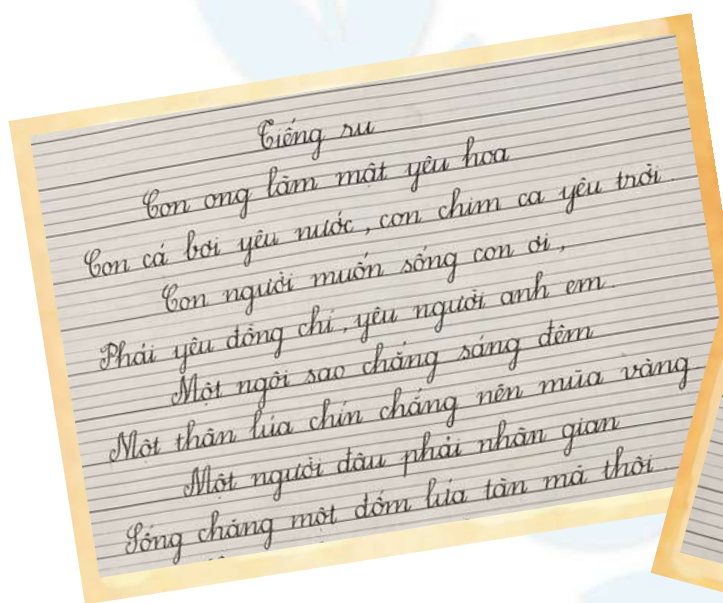 Tiếng ru
Con ong làm mật yêu hoa
Con cá bơi yêu nước, con chim ca yêu trời.
Con người muốn sống con ơi,
Phải yêu đồng chí, yêu người anh em.
Một ngôi sao chẳng sáng đêm
Một thân lúa chín chẳng nên mùa vàng
Một người đâu phải nhân gian
Sống chăng một đốm lửa tàn mà thôi.